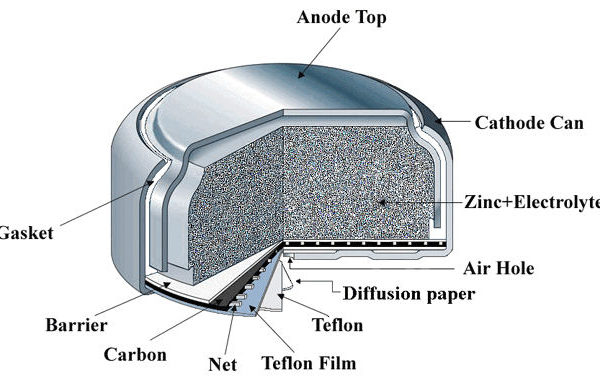 Anode Top
Cathode Can
Zinc+Electrolyte
Gasket
Air Hole
Diffusion paper
Barrier
Teflon
Carbon
Net
Teflon Film